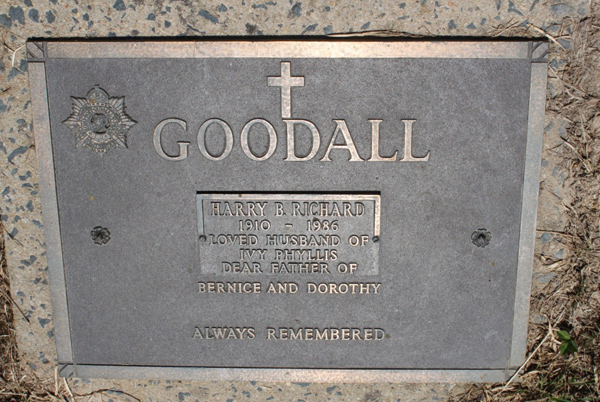 GOODALL
HARRY B. RICHARD
1910 - 1986
LOVED HUSBAND OF
IVY PHYLLIS
DEAR FATHER OF
BERNICE AND DOROTHY
ALWAYS REMEMBERED